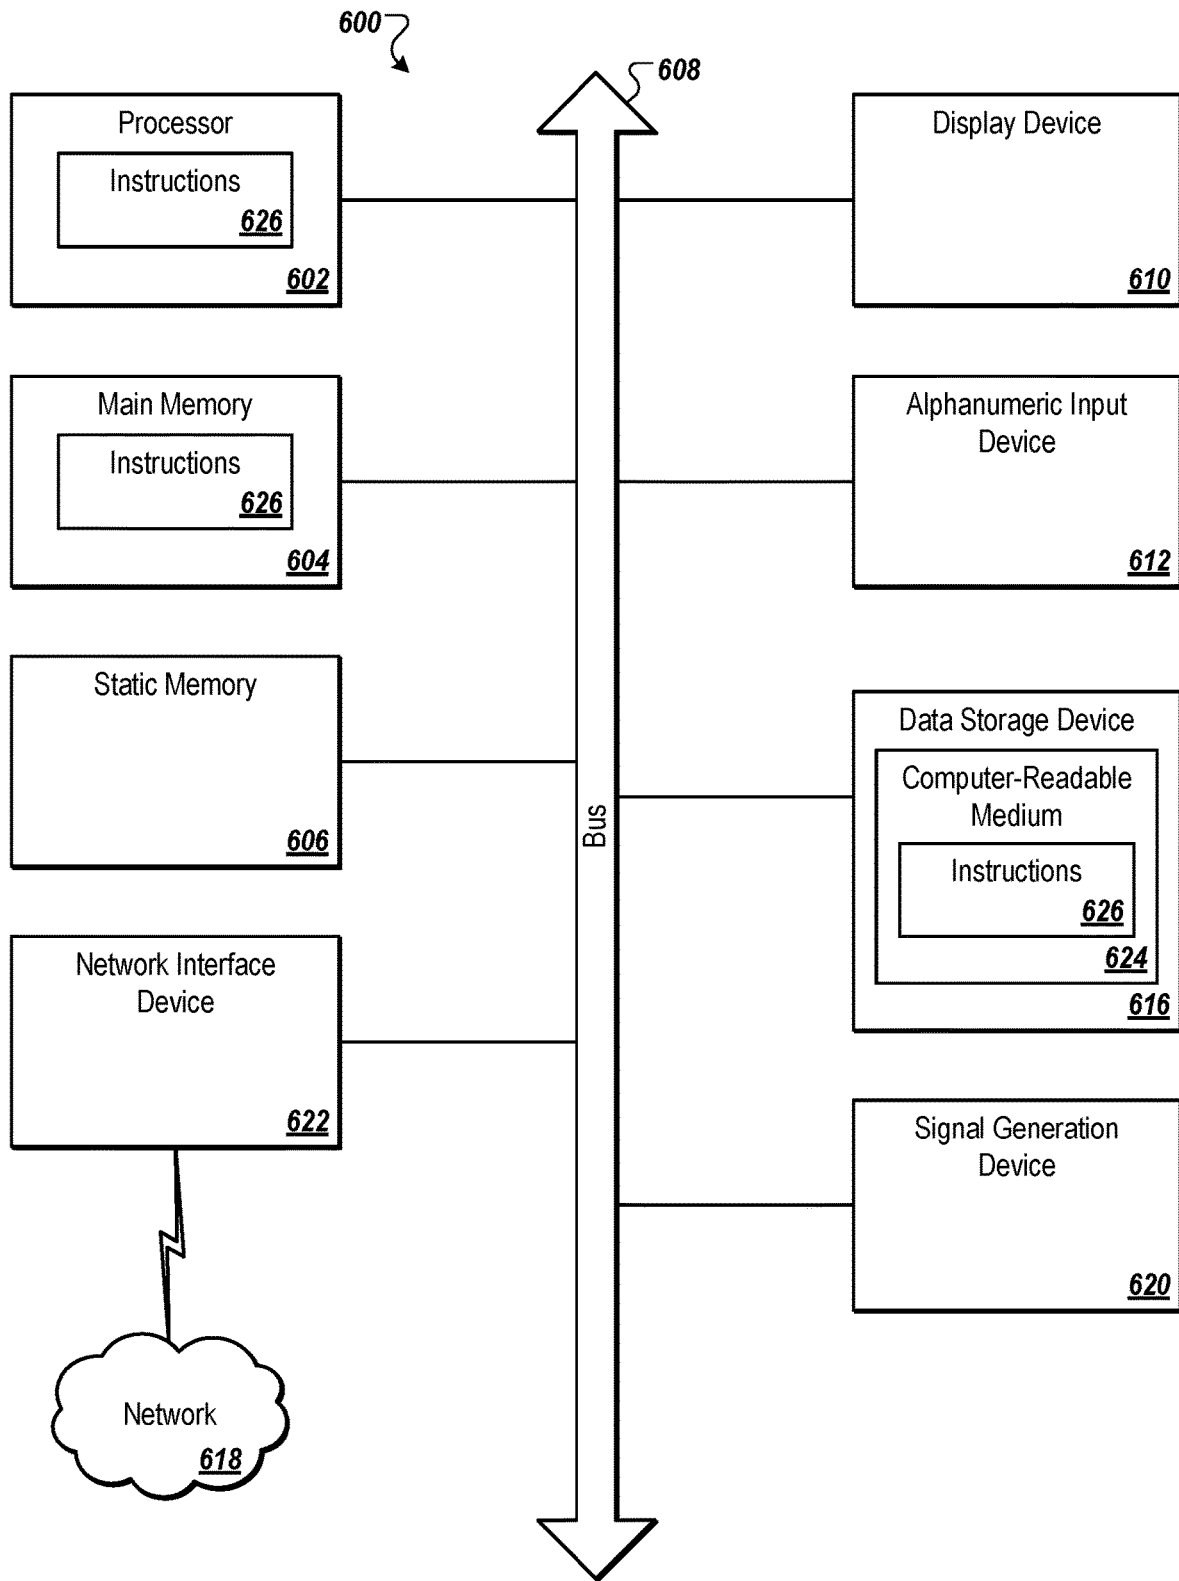 600
608
Processor
Instructions
626
602
Main Memory
Instructions
626
604
Static Memory
606
Network Interface
Device
622
Network
618
Bus
Display Device
610
Alphanumeric Input
Device
612
Data Storage Device
Computer-Readable
Medium
Instructions
626
624
616
Signal Generation
Device
620